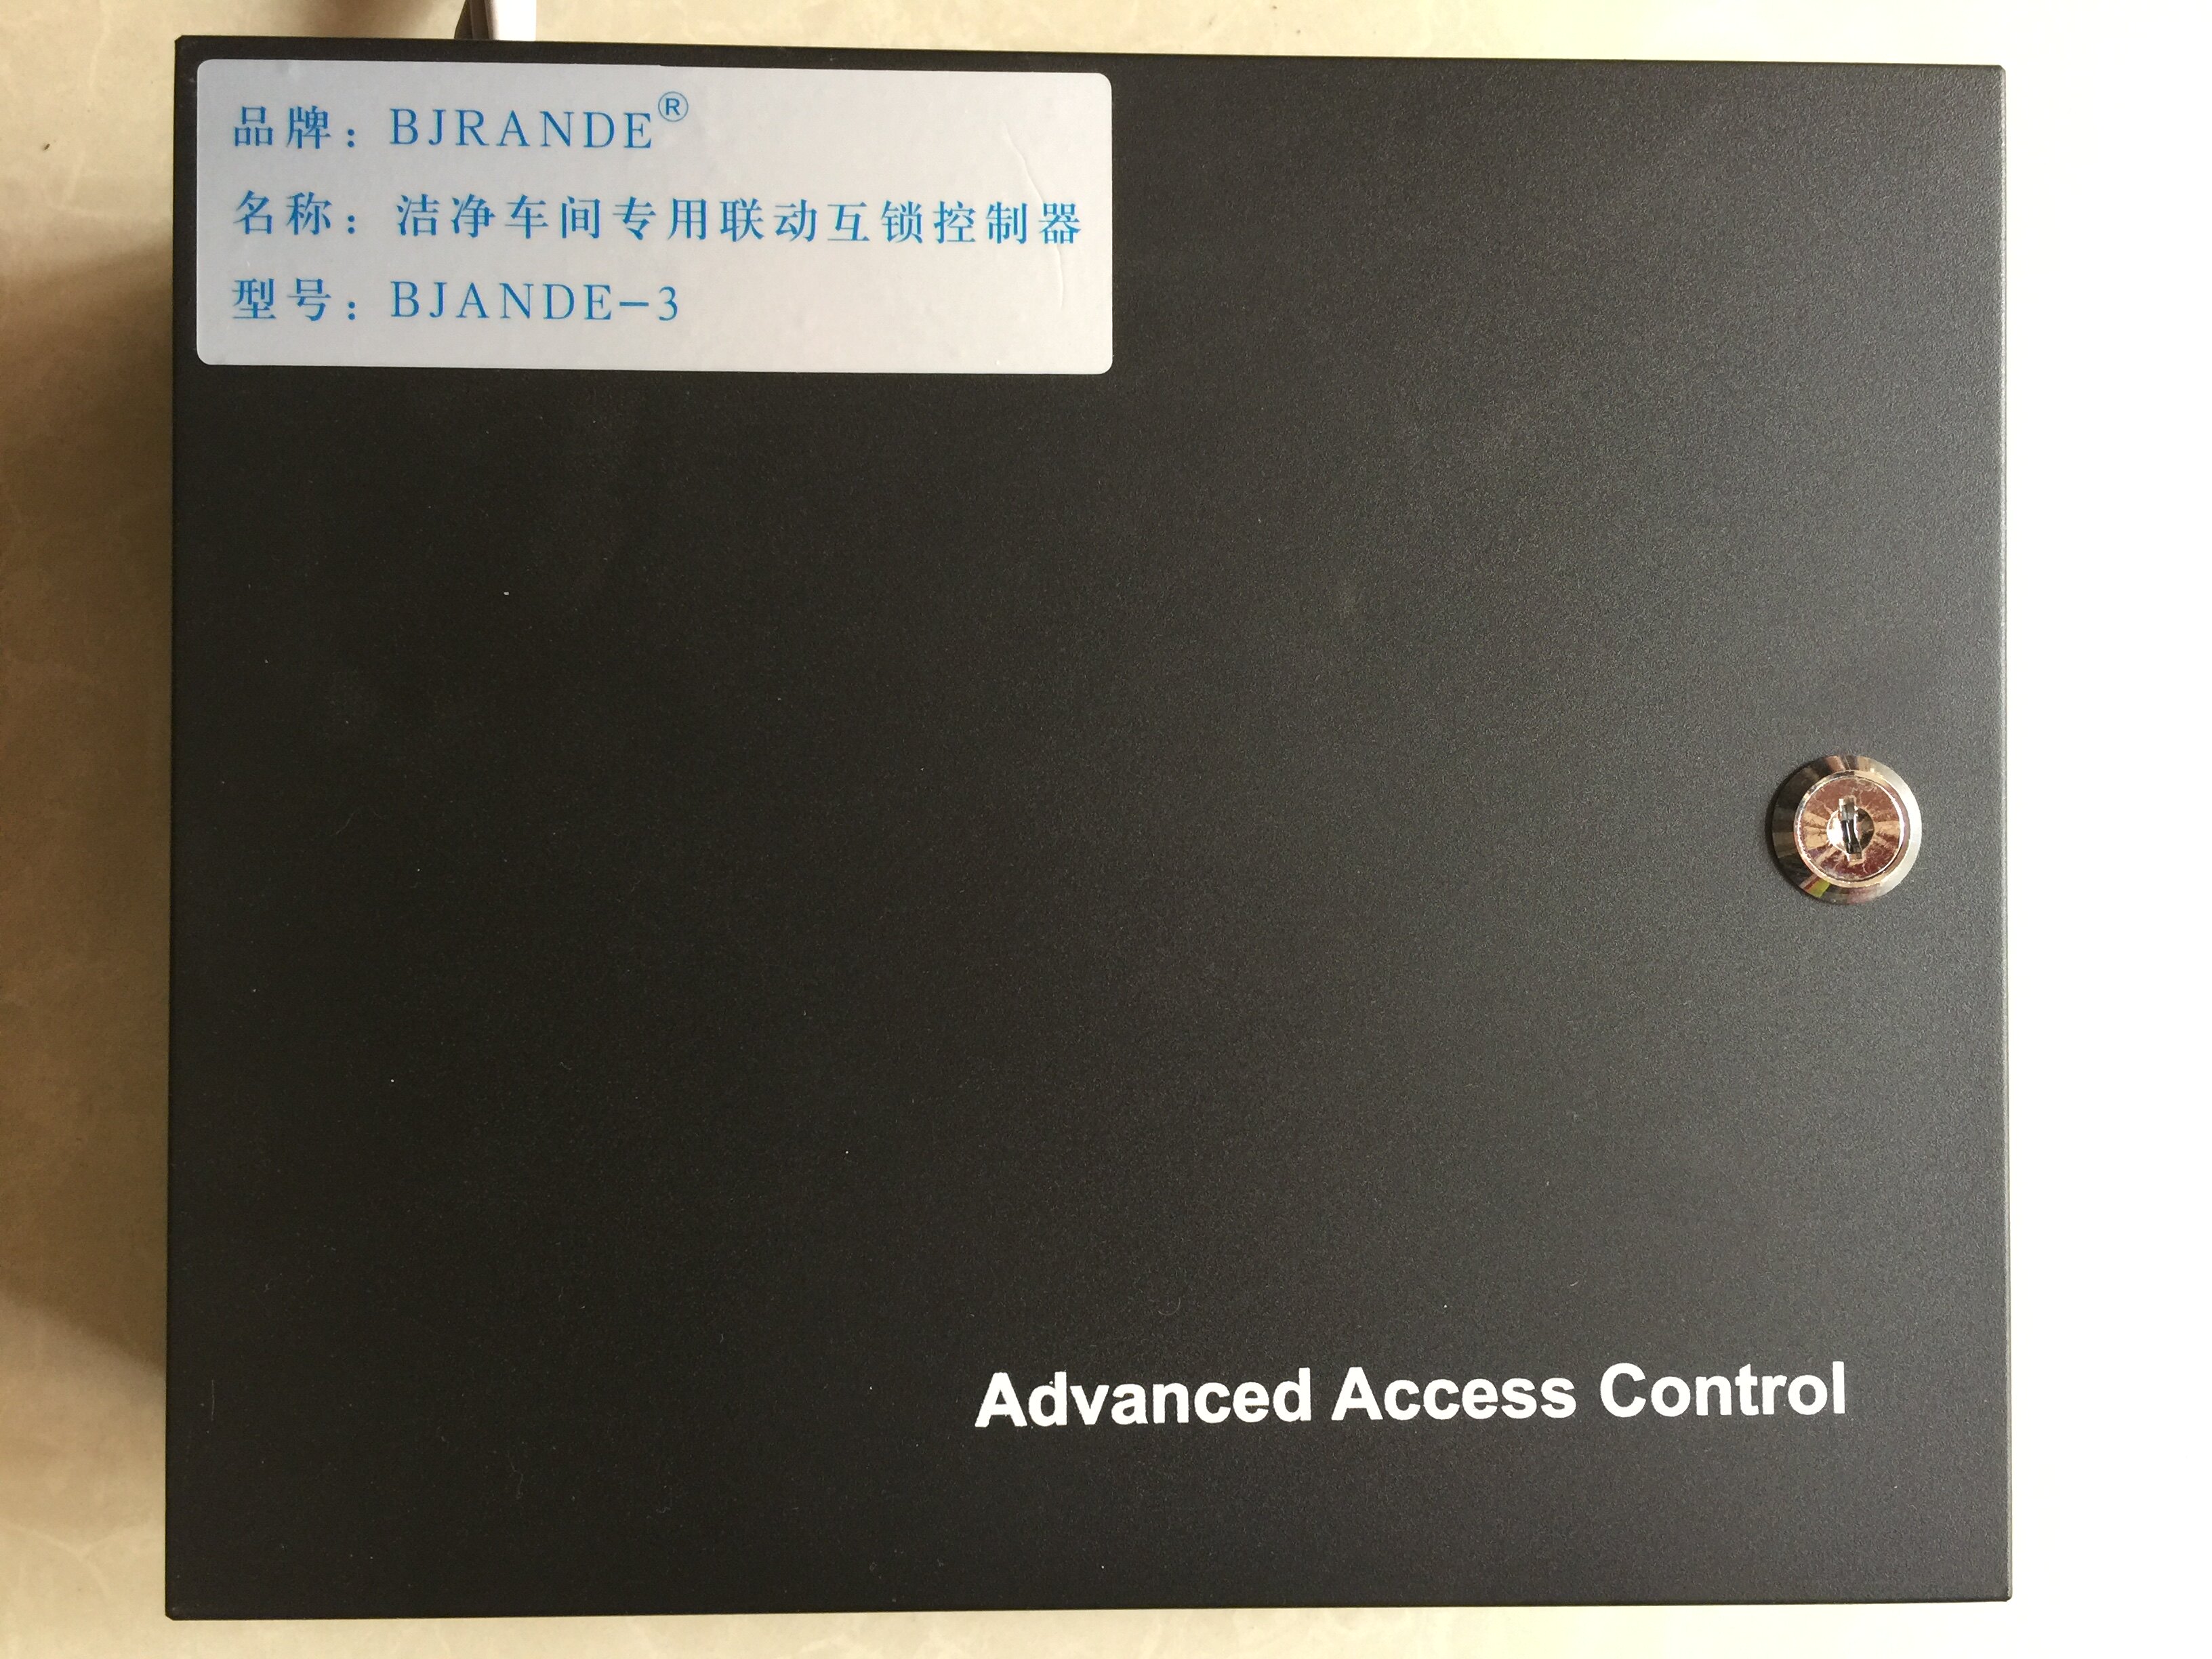 品牌：BJRANDE®
名称：洁净车间专用联动互锁控制器
型号：BJANDE-3
Advanced Access Control